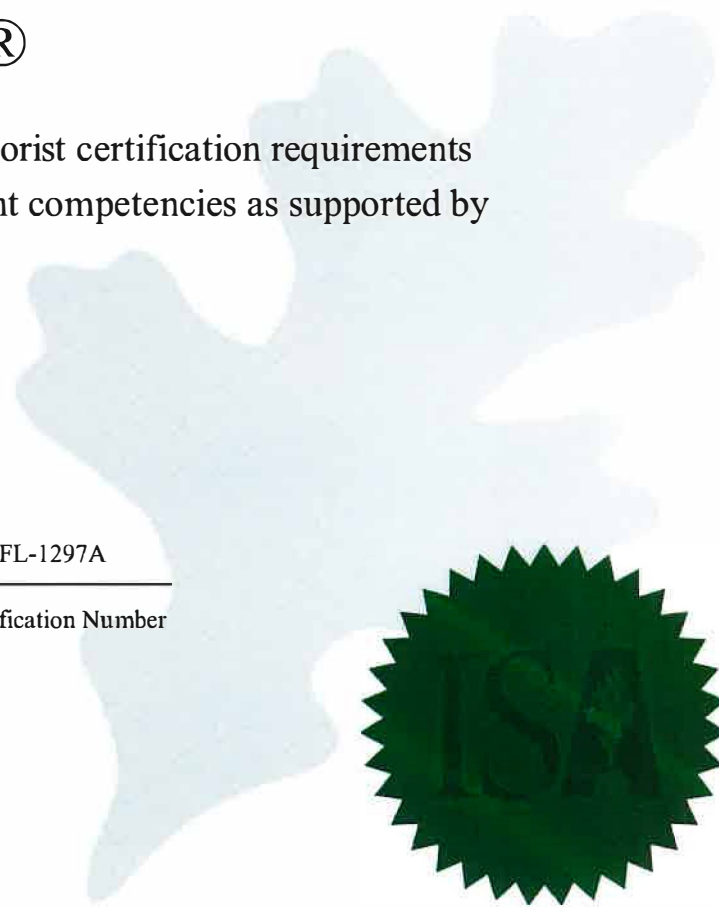 ®
orist certification requirements
nt competencies as supported by
FL-1297A
fication Number
ISA